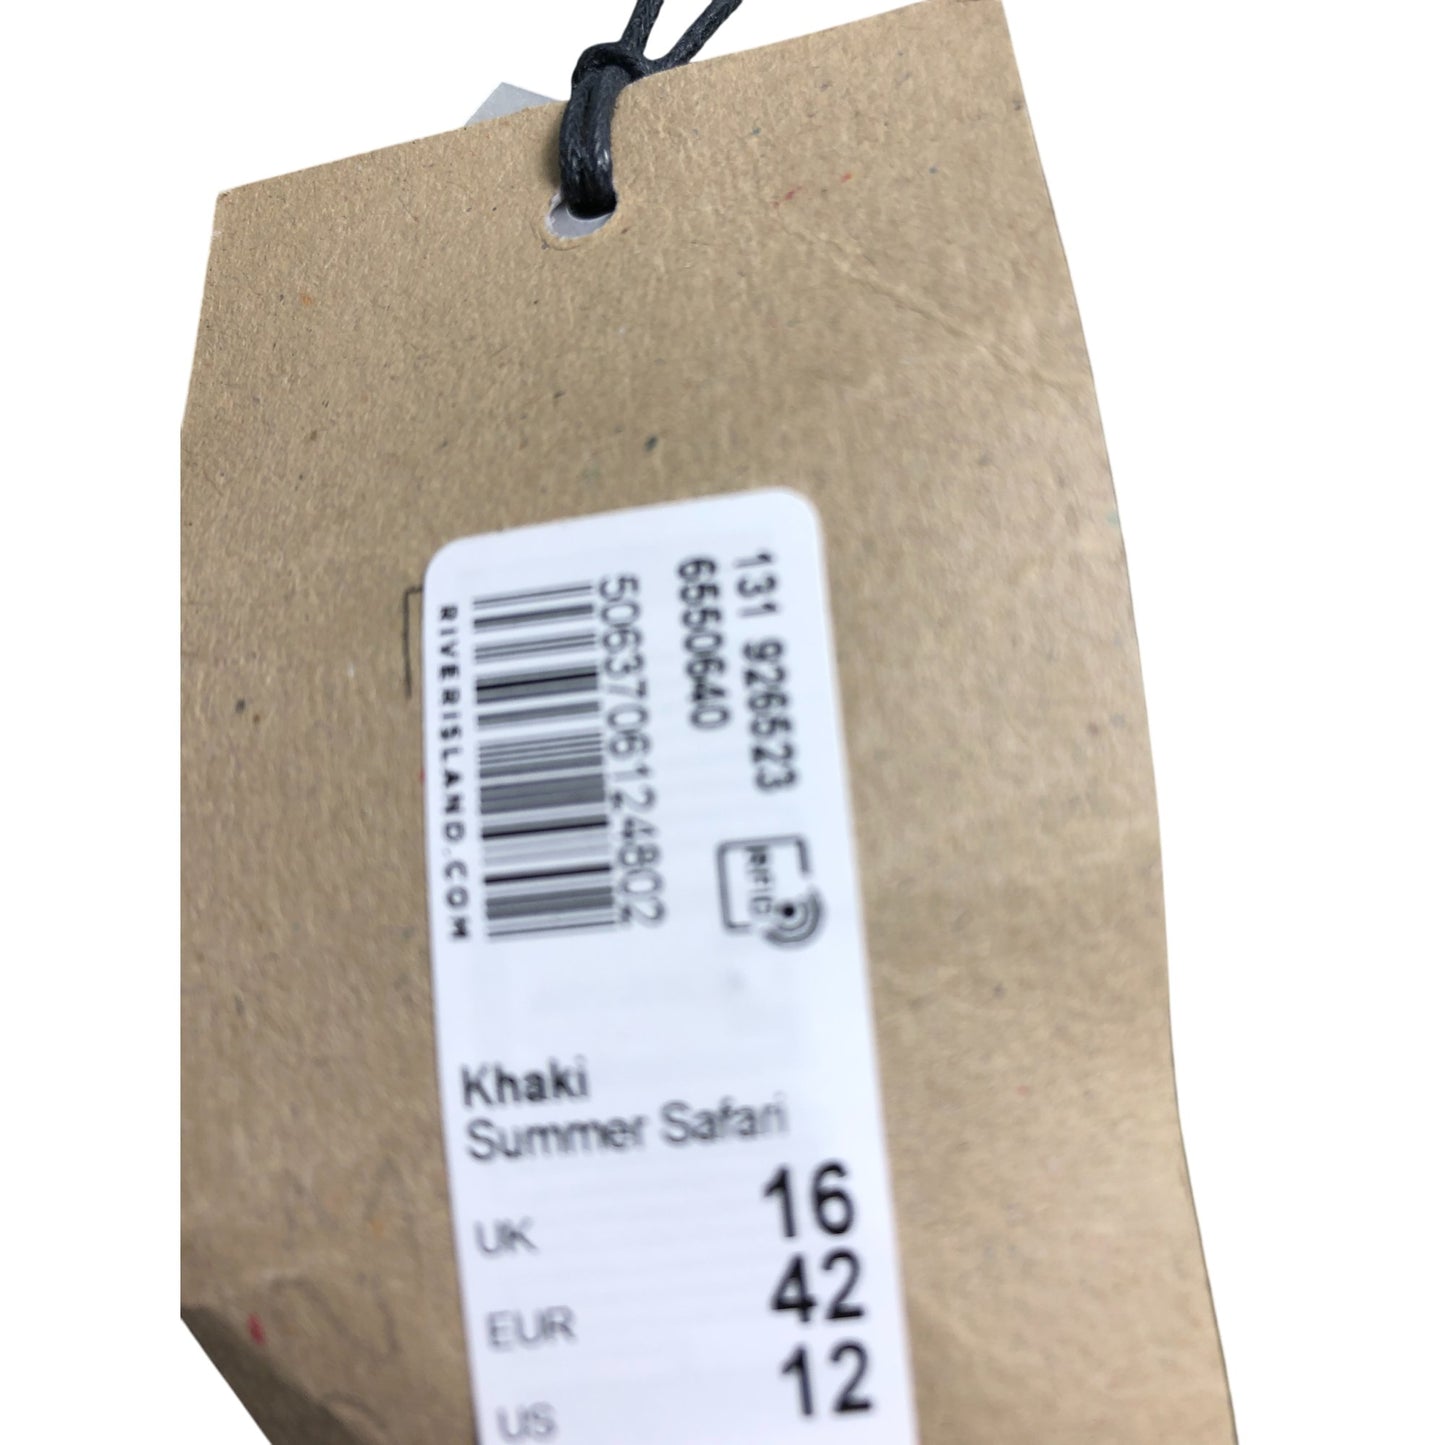 131 926523
6550640
RFID
5063706124802
RIVERISLAND.COM
Khaki
Summer Safari
UK 16
EUR 42
US 12